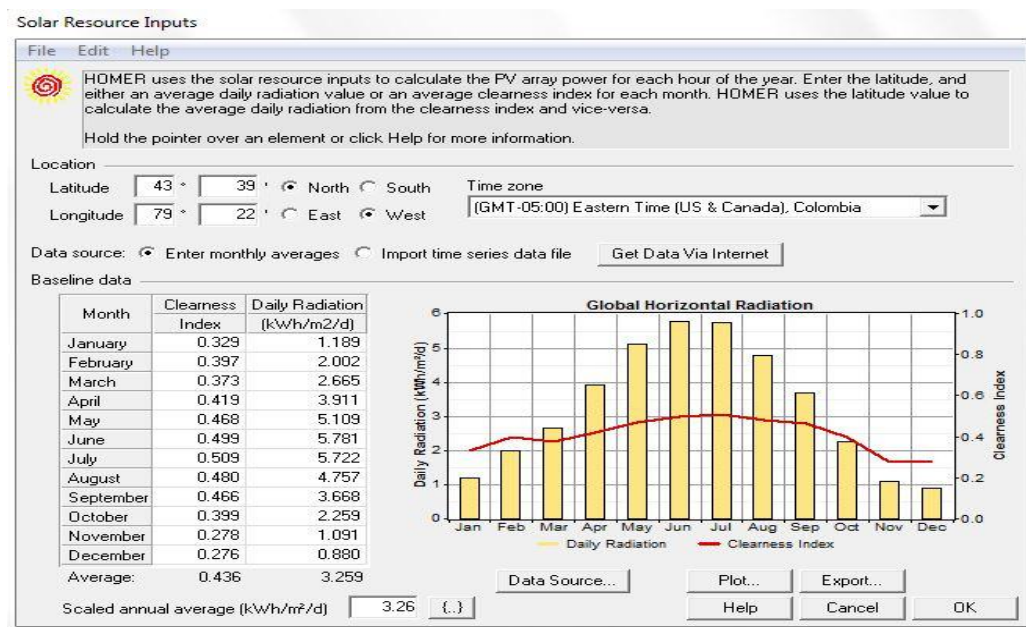 Solar Resource Inputs
File Edit Help
HOMER uses the solar resource inputs to calculate the PV array power for each hour of the year. Enter the latitude, and
either an average daily radiation value or an average clearness index for each month. HOMER uses the latitude value to
calculate the average daily radiation from the clearness index and vice-versa.
Hold the pointer over an element or click Help for more information.
Location
Latitude 43 ° 39 ' North South Time zone
Longitude 79 ° 22 ' East West (GMT-05:00) Eastern Time (US & Canada), Colombia
Data source: Enter monthly averages Import time series data file Get Data Via Internet
Baseline data
Month Clearness Index Daily Radiation (kWh/m2/d)
January 0.329 1.189
February 0.397 2.002
March 0.373 2.665
April 0.419 3.911
May 0.468 5.109
June 0.499 5.781
July 0.509 5.722
August 0.480 4.757
September 0.466 3.668
October 0.399 2.259
November 0.278 1.091
December 0.276 0.880
Average: 0.436 3.259
Scaled annual average (kWh/m²/d) 3.26 {..}
Global Horizontal Radiation
Daily Radiation (kWh/m²/d)
6
5
4
3
2
1
0
1.0
0.8
0.6
0.4
0.2
0.0
Clearness Index
Jan Feb Mar Apr May Jun Jul Aug Sep Oct Nov Dec
Daily Radiation Clearness Index
Data Source... Plot... Export...
Help Cancel OK